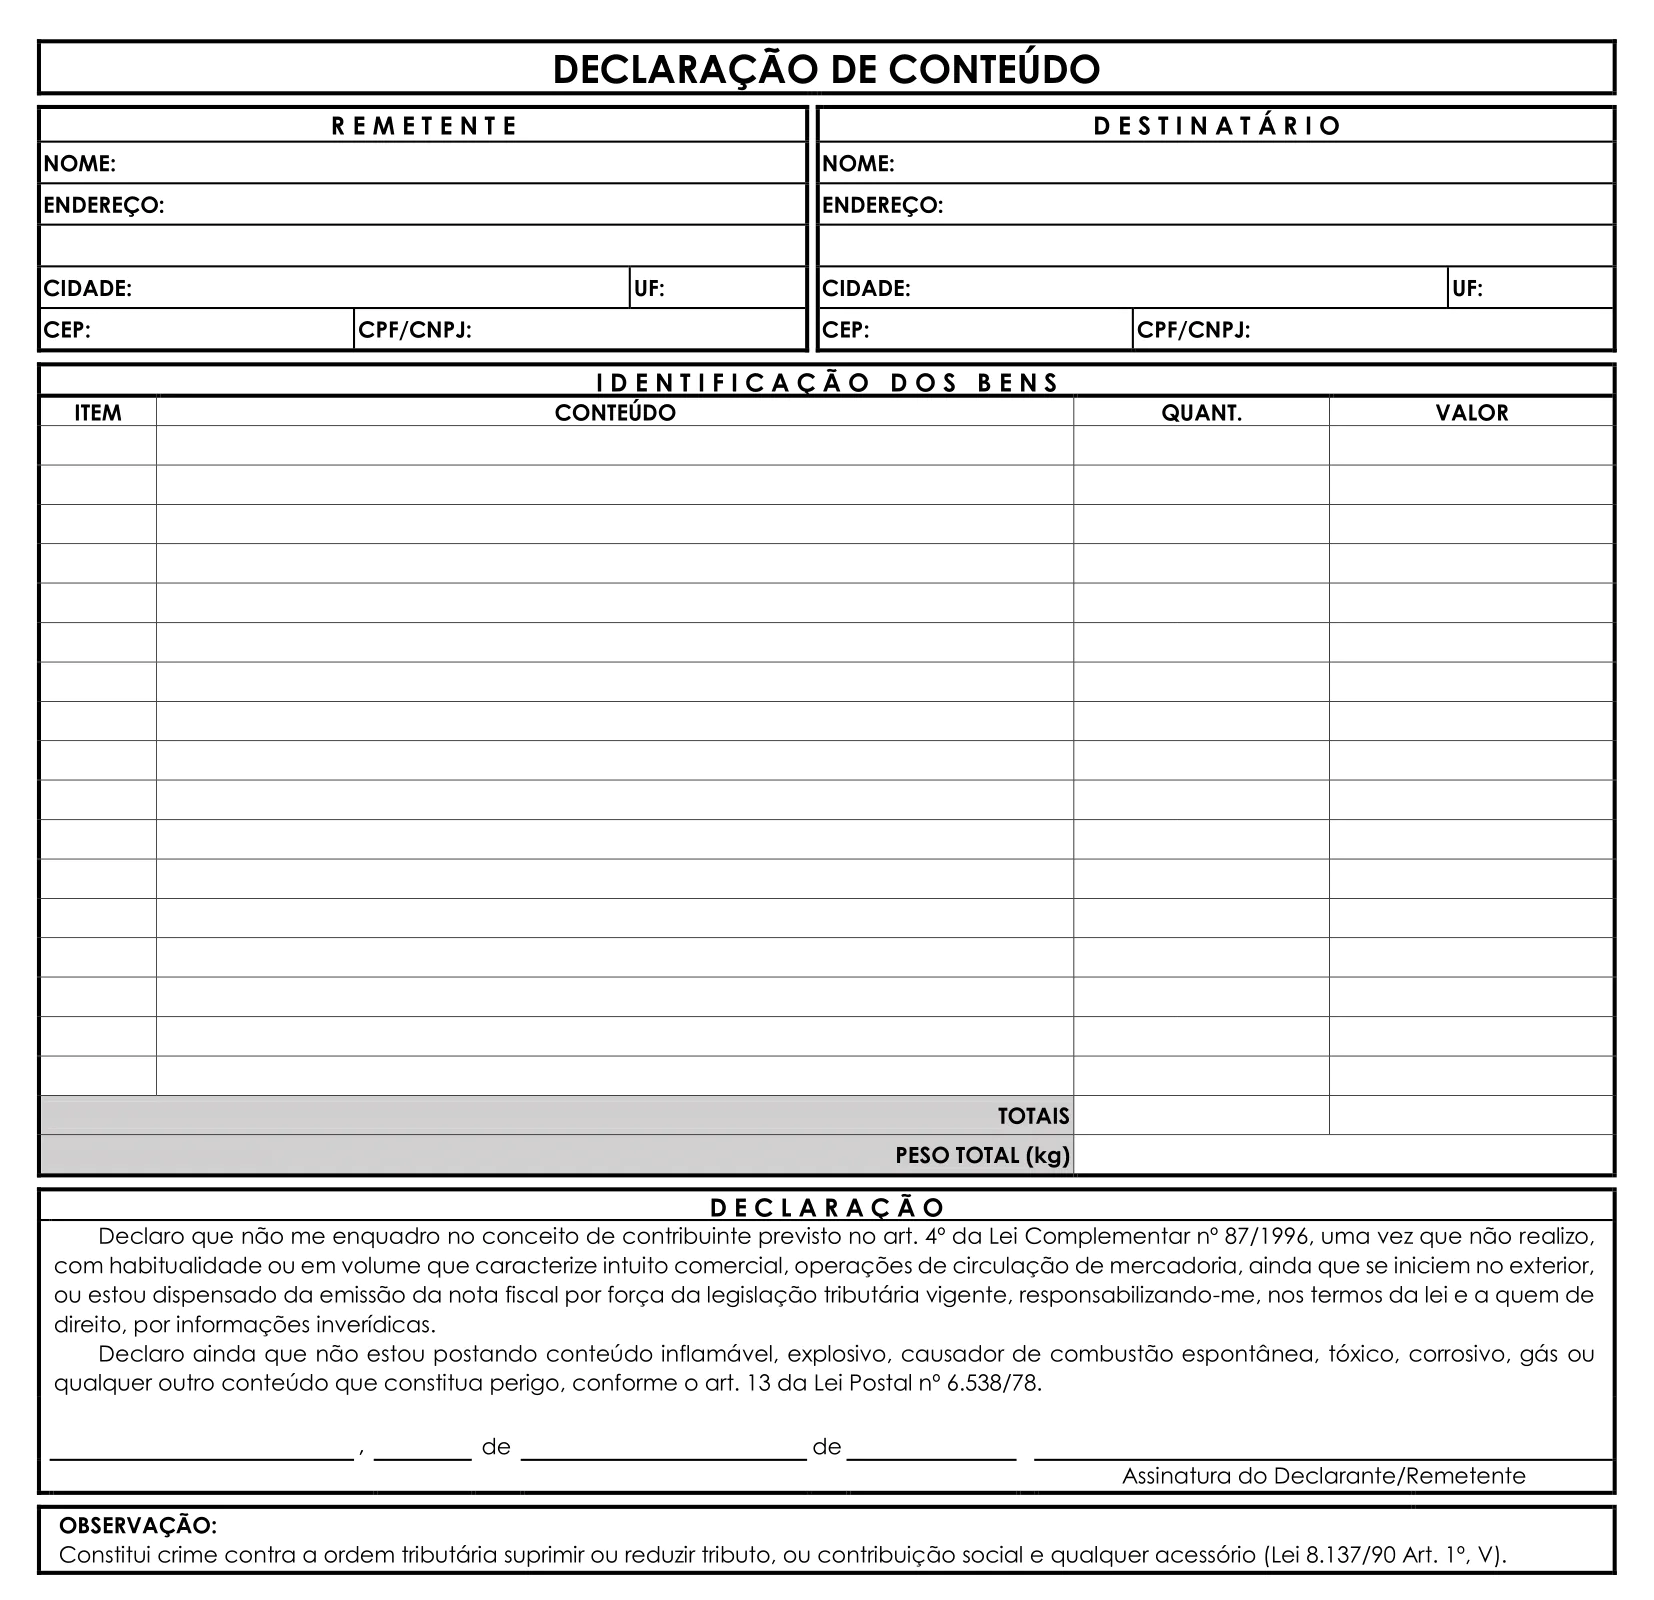 DECLARAÇÃO DE CONTEÚDO
REMETENTE
NOME:
ENDEREÇO:
CIDADE: UF:
CEP: CPF/CNPJ:
DESTINATÁRIO
NOME:
ENDEREÇO:
CIDADE: UF:
CEP: CPF/CNPJ:
IDENTIFICAÇÃO DOS BENS
ITEM CONTEÚDO QUANT. VALOR
TOTAIS
PESO TOTAL (kg)
DECLARAÇÃO
Declaro que não me enquadro no conceito de contribuinte previsto no art. 4º da Lei Complementar nº 87/1996, uma vez que não realizo,
com habitualidade ou em volume que caracterize intuito comercial, operações de circulação de mercadoria, ainda que se iniciem no exterior,
ou estou dispensado da emissão da nota fiscal por força da legislação tributária vigente, responsabilizando-me, nos termos da lei e a quem de
direito, por informações inverídicas.
Declaro ainda que não estou postando conteúdo inflamável, explosivo, causador de combustão espontânea, tóxico, corrosivo, gás ou
qualquer outro conteúdo que constitua perigo, conforme o art. 13 da Lei Postal nº 6.538/78.
, de de
Assinatura do Declarante/Remetente
OBSERVAÇÃO:
Constitui crime contra a ordem tributária suprimir ou reduzir tributo, ou contribuição social e qualquer acessório (Lei 8.137/90 Art. 1º, V).